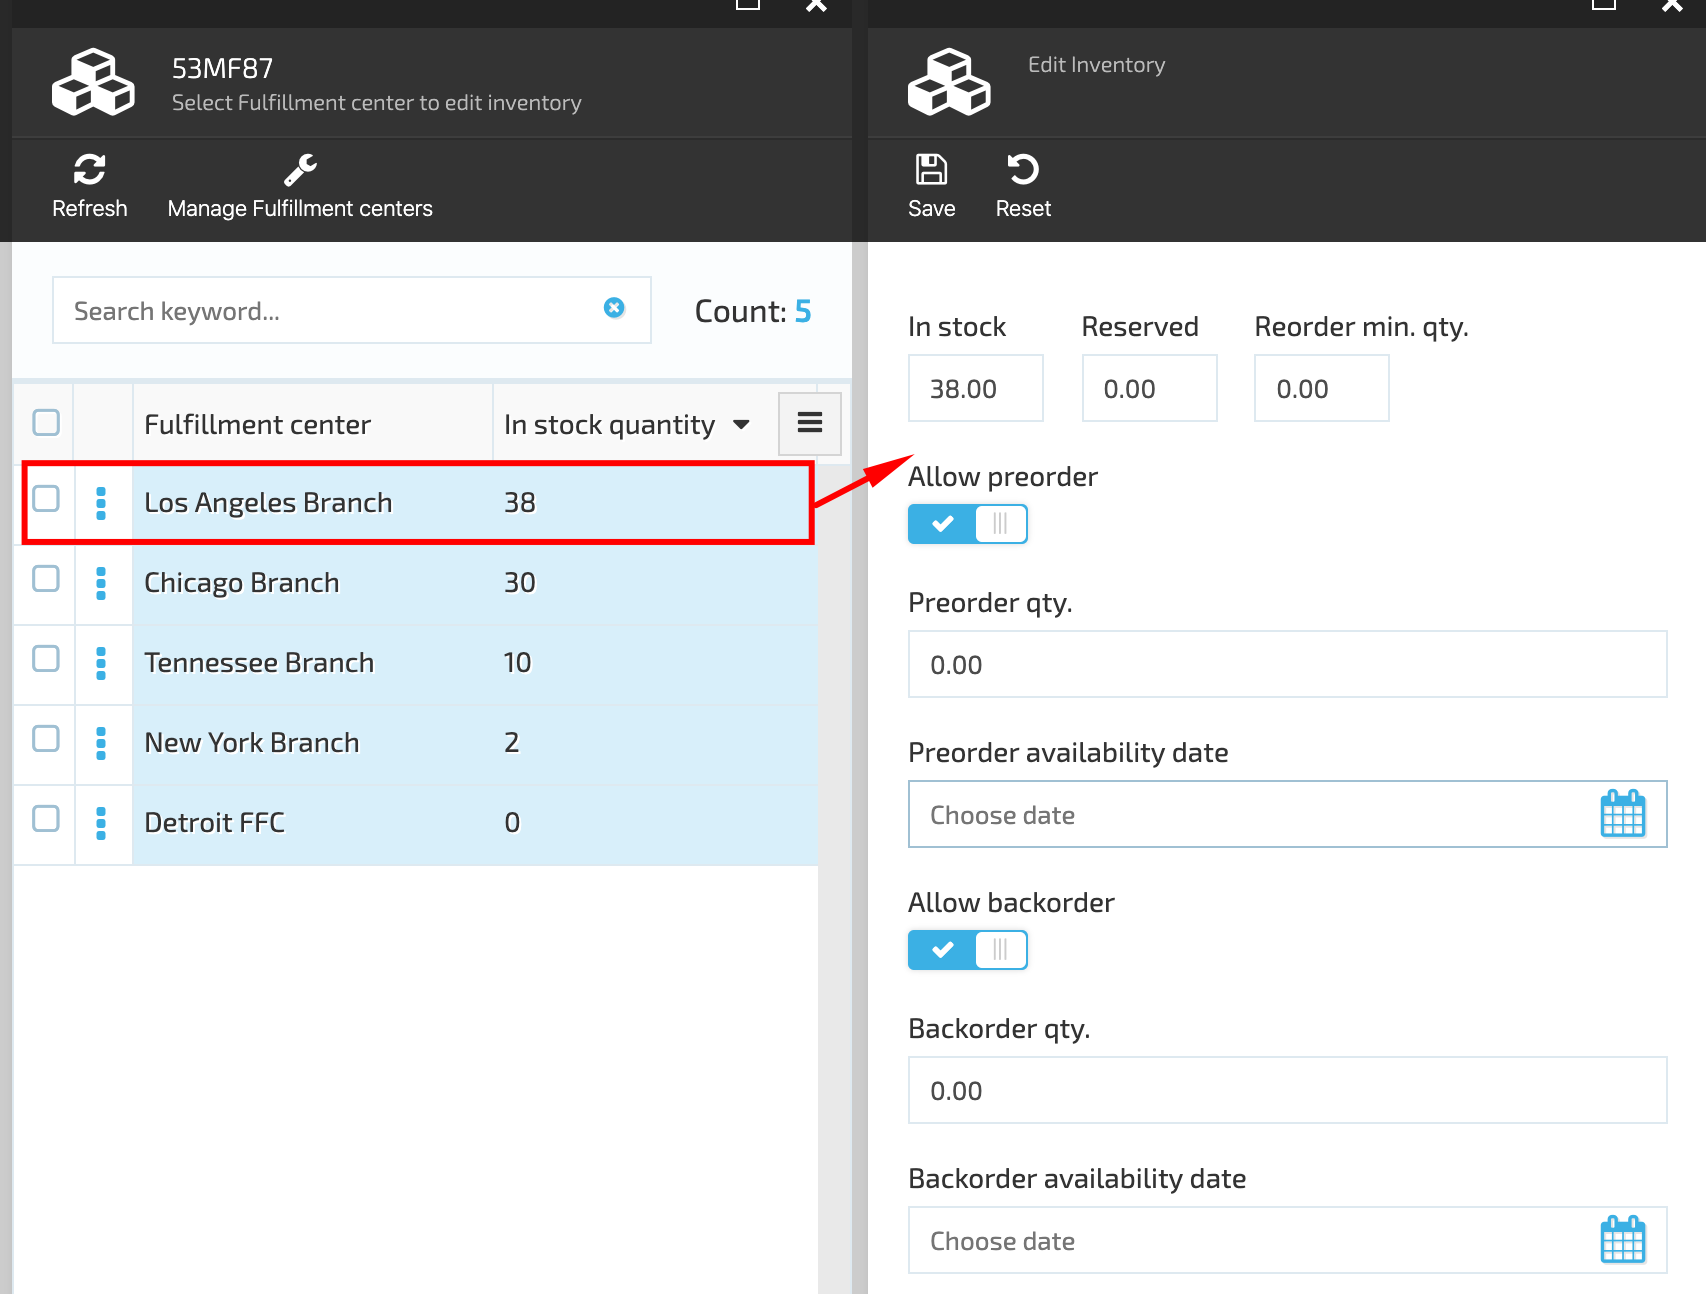 53MF87
Select Fulfillment center to edit inventory
Refresh
Manage Fulfillment centers
Search keyword...
Count: 5
Fulfillment center
In stock quantity
Los Angeles Branch 38
Chicago Branch 30
Tennessee Branch 10
New York Branch 2
Detroit FFC 0
Edit Inventory
Save
Reset
In stock
Reserved
Reorder min. qty.
38.00
0.00
0.00
Allow preorder
Preorder qty.
0.00
Preorder availability date
Choose date
Allow backorder
Backorder qty.
0.00
Backorder availability date
Choose date